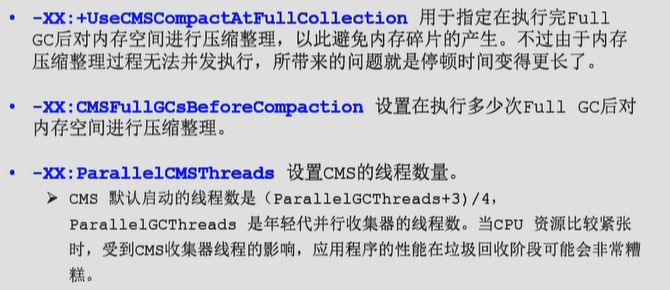 • -XX:+UseCMSCompactAtFullCollection 用于指定在执行完Full
GC后对内存空间进行压缩整理，以此避免内存碎片的产生。不过由于内存
压缩整理过程无法并发执行，所带来的问题就是停顿时间变得更长了。
• -XX:CMSFullGCsBeforeCompaction 设置在执行多少次Full GC后对
内存空间进行压缩整理。
• -XX:ParallelCMSThreads 设置CMS的线程数量。
➢ CMS 默认启动的线程数是（ParallelGCThreads+3)/4，
ParallelGCThreads 是年轻代并行收集器的线程数。当CPU 资源比较紧张
时，受到CMS收集器线程的影响，应用程序的性能在垃圾回收阶段可能会非常糟
糕。